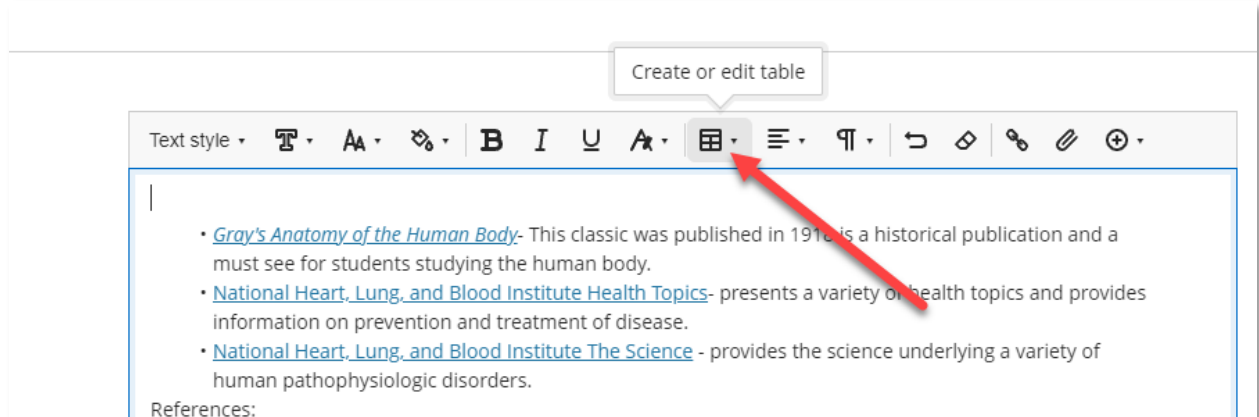 Create or edit table
Text style
Gray's Anatomy of the Human Body- This classic was published in 191 is a historical publication and a
must see for students studying the human body.
National Heart, Lung, and Blood Institute Health Topics- presents a variety of health topics and provides
information on prevention and treatment of disease.
National Heart, Lung, and Blood Institute The Science - provides the science underlying a variety of
human pathophysiologic disorders.
References: